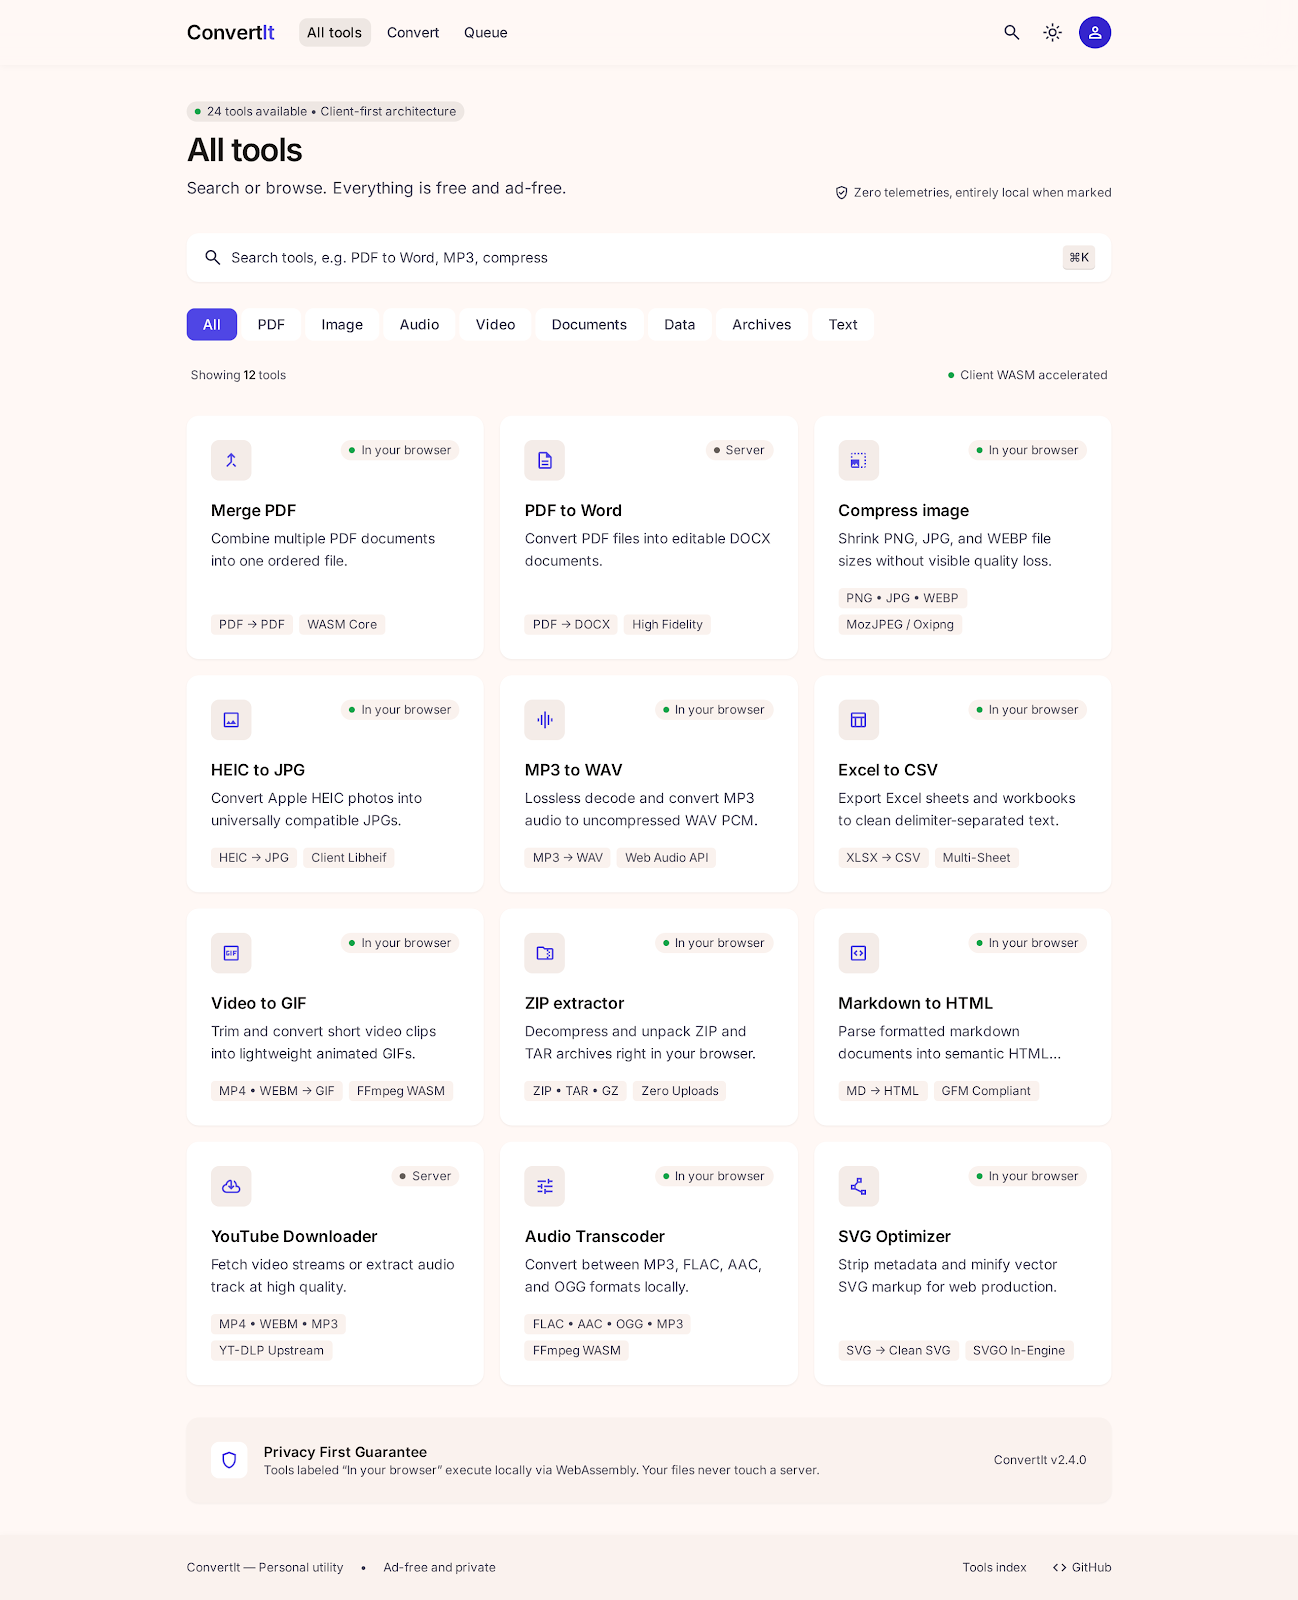 ConvertIt
All tools
Convert
Queue
24 tools available • Client-first architecture
All tools
Search or browse. Everything is free and ad-free.
Zero telemetries, entirely local when marked
Search tools, e.g. PDF to Word, MP3, compress
⌘K
All
PDF
Image
Audio
Video
Documents
Data
Archives
Text
Showing 12 tools
Client WASM accelerated
In your browser
Merge PDF
Combine multiple PDF documents
into one ordered file.
PDF → PDF
WASM Core
Server
PDF to Word
Convert PDF files into editable DOCX
documents.
PDF → DOCX
High Fidelity
In your browser
Compress image
Shrink PNG, JPG, and WEBP file
sizes without visible quality loss.
PNG • JPG • WEBP
MozJPEG / Oxipng
In your browser
HEIC to JPG
Convert Apple HEIC photos into
universally compatible JPGs.
HEIC → JPG
Client Libheif
In your browser
MP3 to WAV
Lossless decode and convert MP3
audio to uncompressed WAV PCM.
MP3 → WAV
Web Audio API
In your browser
Excel to CSV
Export Excel sheets and workbooks
to clean delimiter-separated text.
XLSX → CSV
Multi-Sheet
GIF
In your browser
Video to GIF
Trim and convert short video clips
into lightweight animated GIFs.
MP4 • WEBM → GIF
FFmpeg WASM
In your browser
ZIP extractor
Decompress and unpack ZIP and
TAR archives right in your browser.
ZIP • TAR • GZ
Zero Uploads
In your browser
Markdown to HTML
Parse formatted markdown
documents into semantic HTML...
MD → HTML
GFM Compliant
Server
YouTube Downloader
Fetch video streams or extract audio
track at high quality.
MP4 • WEBM • MP3
YT-DLP Upstream
In your browser
Audio Transcoder
Convert between MP3, FLAC, AAC,
and OGG formats locally.
FLAC • AAC • OGG • MP3
FFmpeg WASM
In your browser
SVG Optimizer
Strip metadata and minify vector
SVG markup for web production.
SVG → Clean SVG
SVGO In-Engine
Privacy First Guarantee
Tools labeled “In your browser” execute locally via WebAssembly. Your files never touch a server.
ConvertIt v2.4.0
ConvertIt — Personal utility • Ad-free and private
Tools index
GitHub